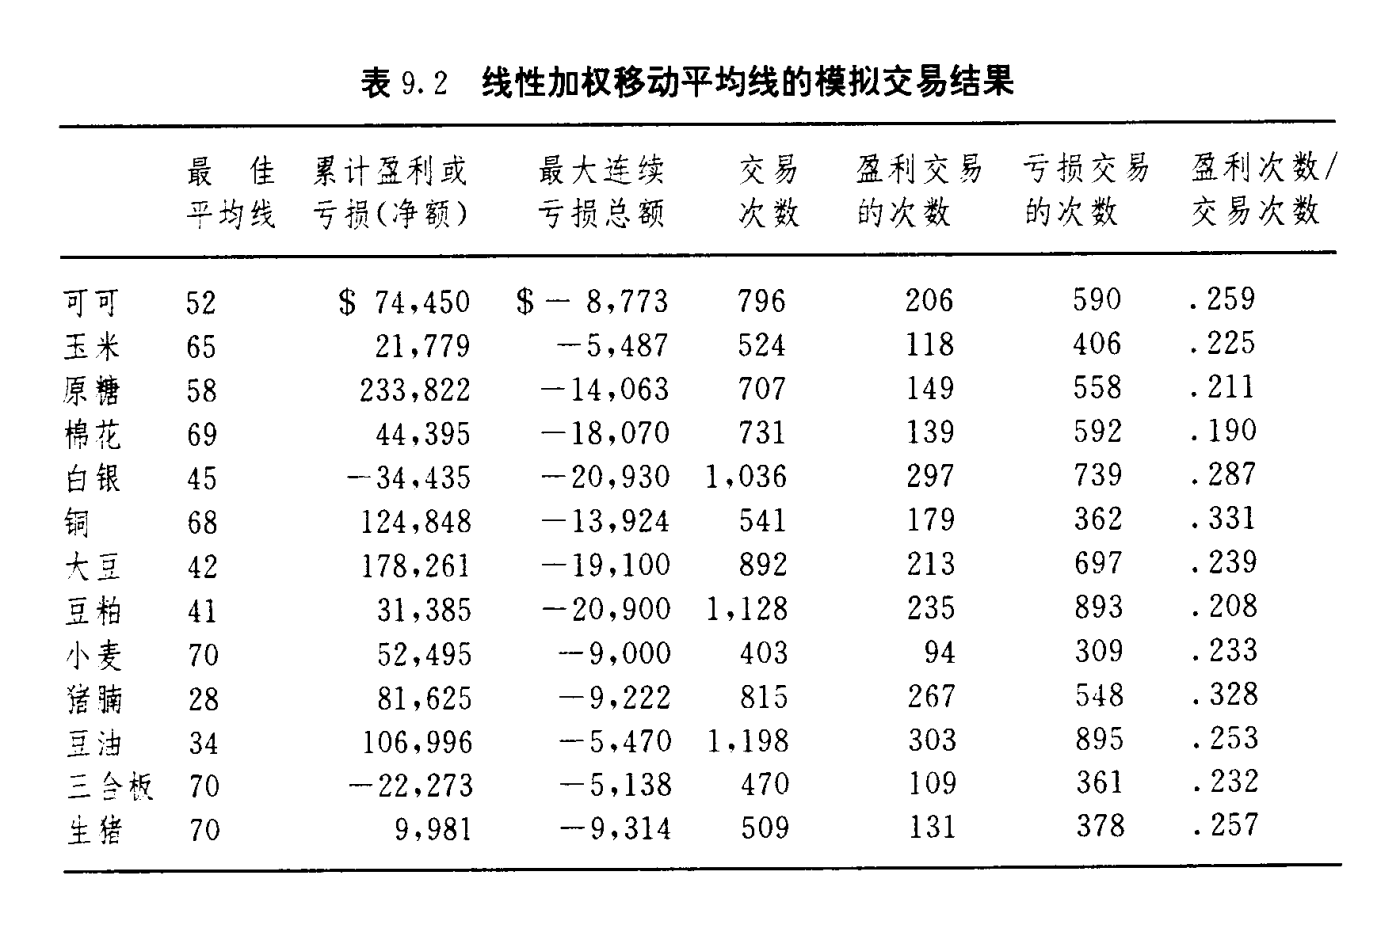 表 9.2 线性加权移动平均线的模拟交易结果
最 佳 累计盈利或 最大连续 交易 盈利交易 亏损交易 盈利次数/
平均线 亏损(净额) 亏损总额 次数 的次数 的次数 交易次数
可可 52 $ 74,450 $－ 8,773 796 206 590 .259
玉米 65 21,779 －5,487 524 118 406 .225
原糖 58 233,822 －14,063 707 149 558 .211
棉花 69 44,395 －18,070 731 139 592 .190
白银 45 －34,435 －20,930 1,036 297 739 .287
铜 68 124,848 －13,924 541 179 362 .331
大豆 42 178,261 －19,100 892 213 697 .239
豆粕 41 31,385 －20,900 1,128 235 893 .208
小麦 70 52,495 －9,000 403 94 309 .233
猪腩 28 81,625 －9,222 815 267 548 .328
豆油 34 106,996 －5,470 1,198 303 895 .253
三合板 70 －22,273 －5,138 470 109 361 .232
生猪 70 9,981 －9,314 509 131 378 .257